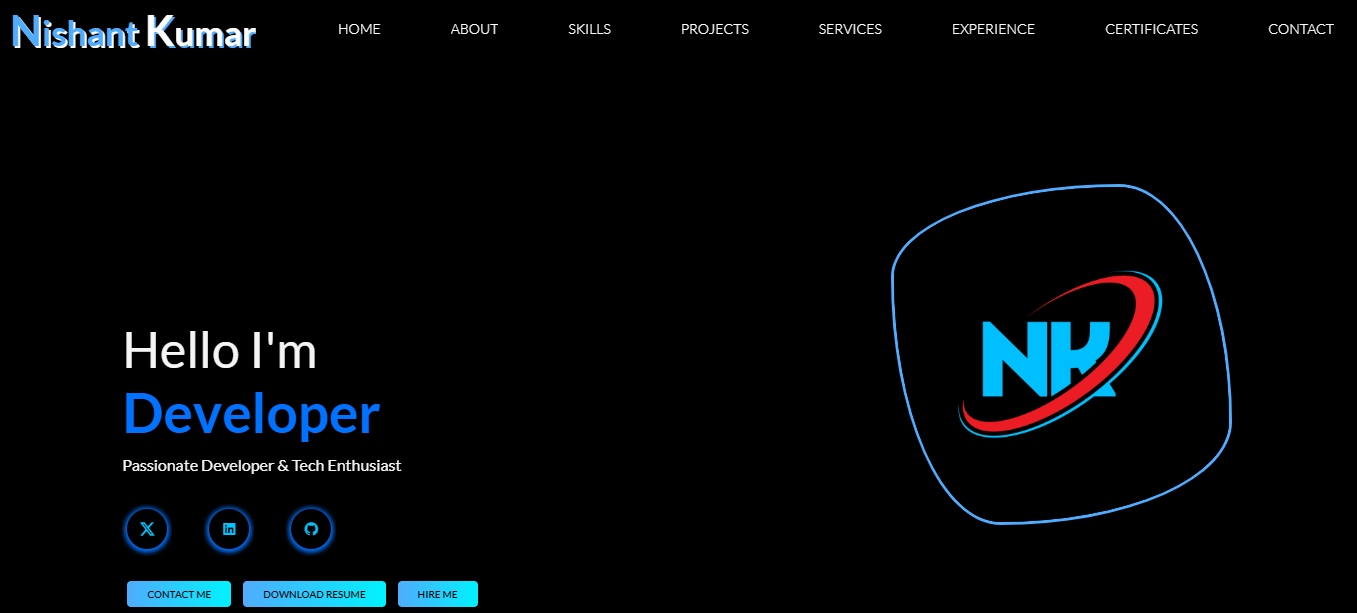 Nishant Kumar HOME ABOUT SKILLS PROJECTS SERVICES EXPERIENCE CERTIFICATES CONTACT
NK
Hello I'm
Developer
Passionate Developer & Tech Enthusiast
CONTACT ME DOWNLOAD RESUME HIRE ME